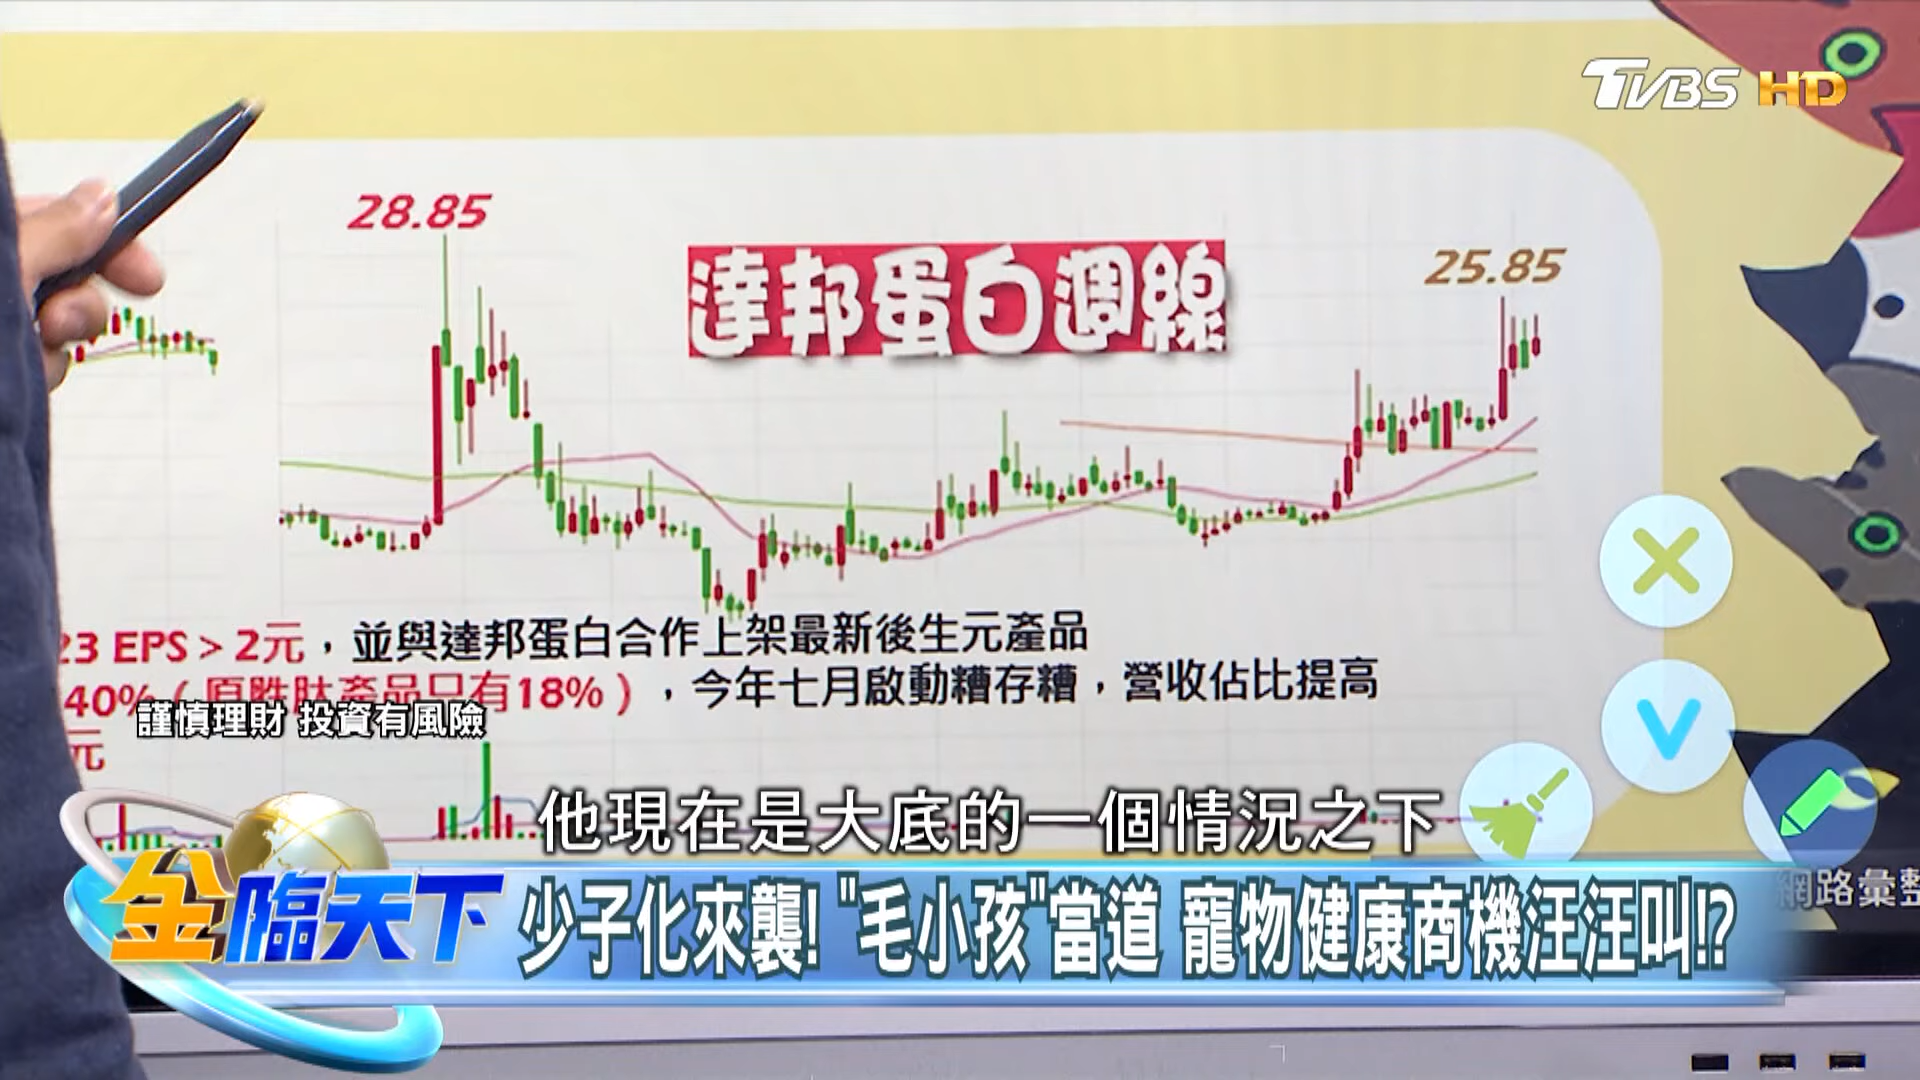 TVBS HD
28.85
達邦蛋白週線
25.85
23 EPS > 2元，並與達邦蛋白合作上架最新後生元產品
40%（原胜肽產品只有18%），今年七月啟動糟存糟，營收佔比提高
元
謹慎理財 投資有風險
他現在是大底的一個情況之下
網路彙整
金臨天下
少子化來襲! "毛小孩"當道 寵物健康商機汪汪叫!?